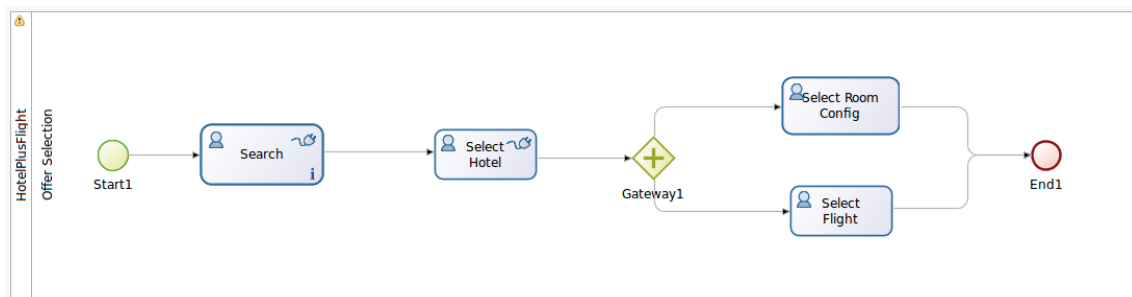 HotelPlusFlight
Offer Selection
Start1
Search
i
Select
Hotel
Gateway1
Select Room
Config
Select
Flight
End1